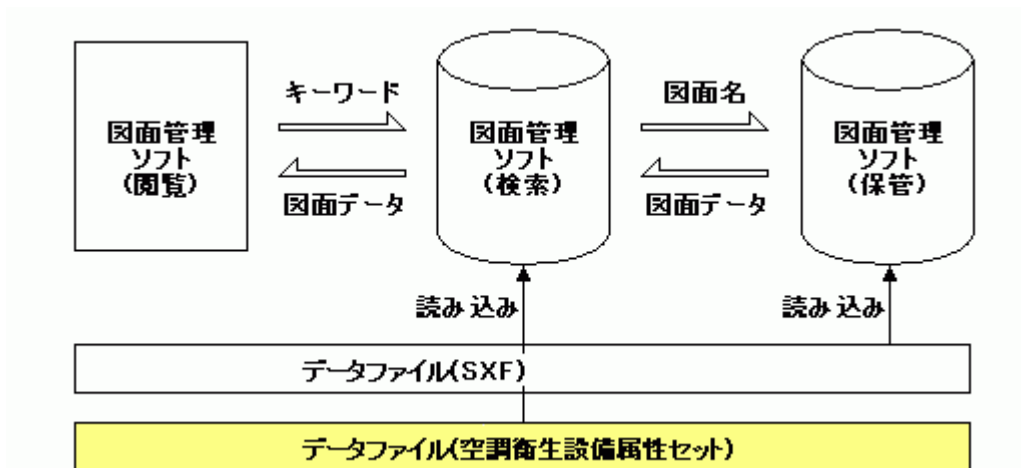 キーワード
図面名
図面管理
ソフト
(閲覧)
図面管理
ソフト
(検索)
図面管理
ソフト
(保管)
図面データ
図面データ
読み込み
読み込み
データファイル(SXF)
データファイル(空調衛生設備属性セット)